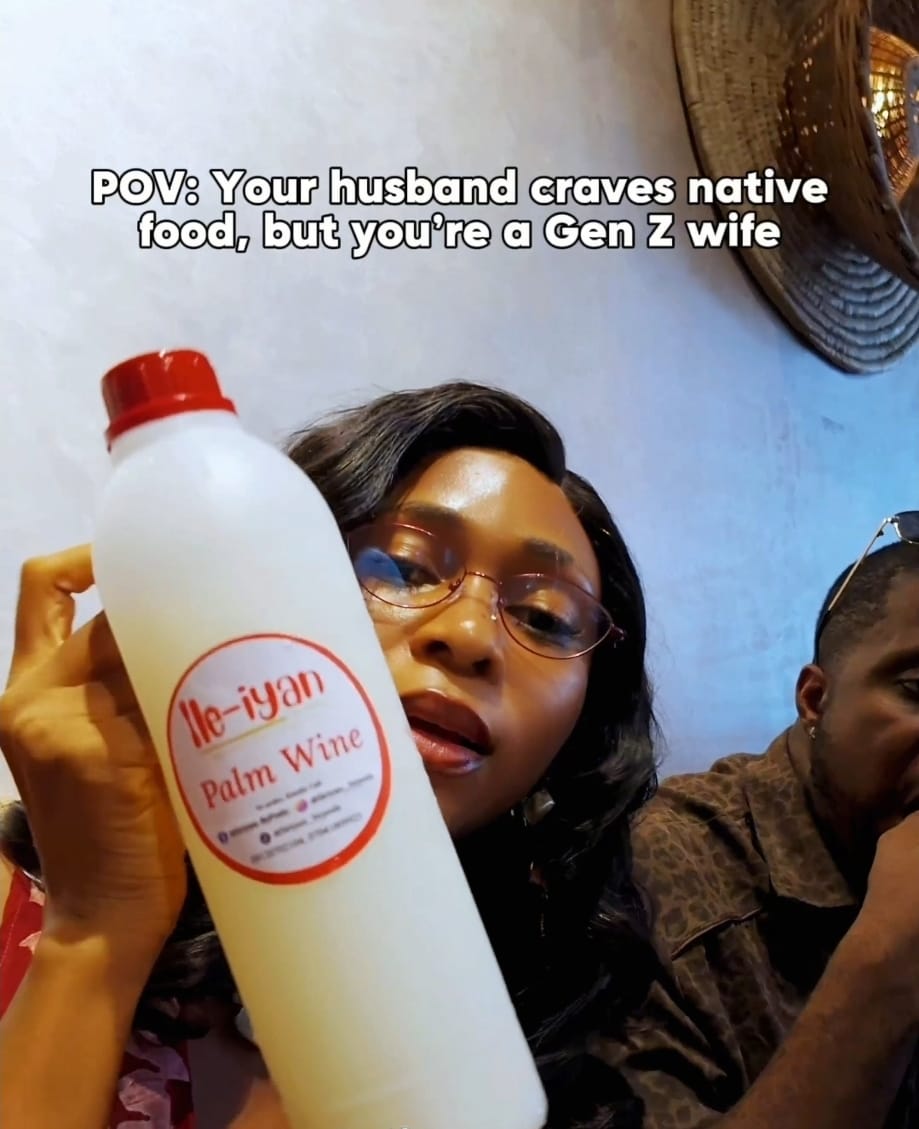 POV: Your husband craves native
food, but you're a Gen Z wife
Ile-iyan
Palm Wine